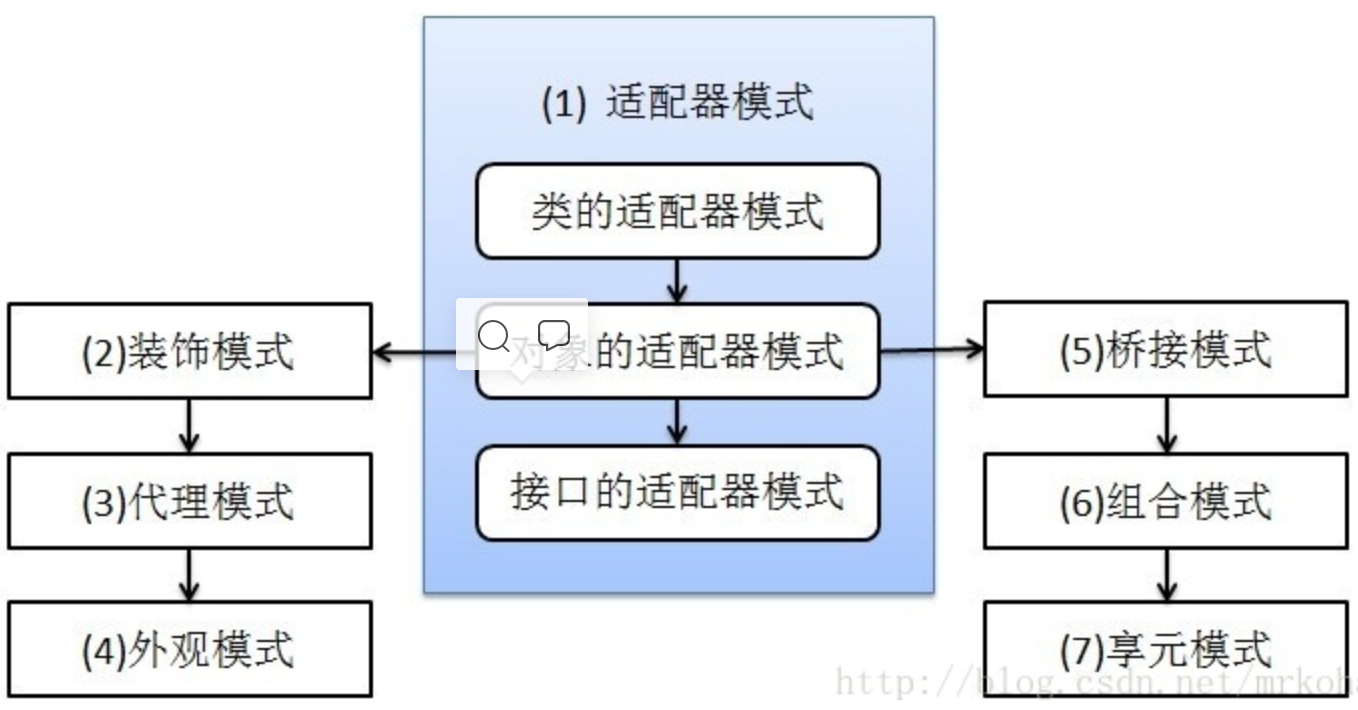 (1) 适配器模式
类的适配器模式
对象的适配器模式
接口的适配器模式
(2)装饰模式
(3)代理模式
(4)外观模式
(5)桥接模式
(6)组合模式
(7)享元模式
http://blog.csdn.net/mrkoha